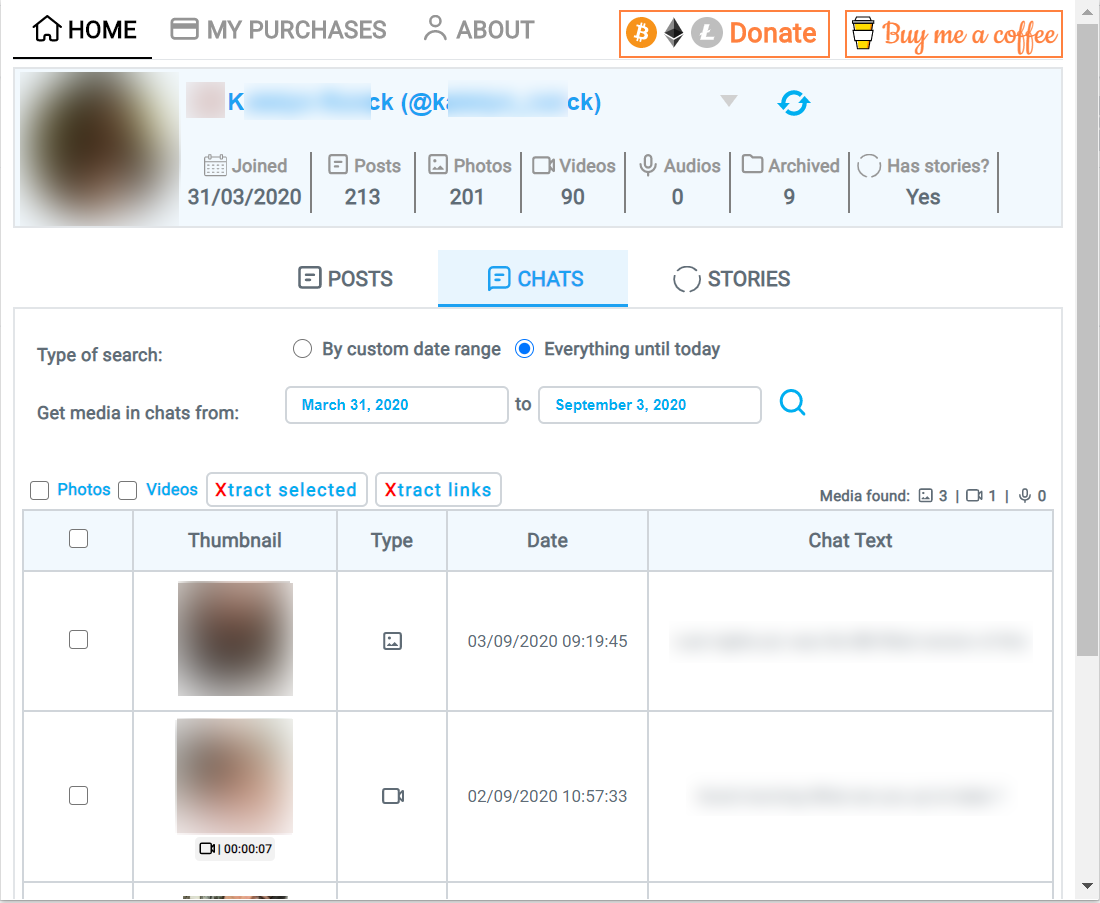 HOME MY PURCHASES ABOUT Donate Buy me a coffee
K ck (@ka ck)
Joined Posts Photos Videos Audios Archived Has stories?
31/03/2020 213 201 90 0 9 Yes
POSTS CHATS STORIES
Type of search: By custom date range Everything until today
Get media in chats from: March 31, 2020 to September 3, 2020
Photos Videos Xtract selected Xtract links
Media found: 3 | 1 | 0
Thumbnail Type Date Chat Text
03/09/2020 09:19:45
02/09/2020 10:57:33
| 00:00:07